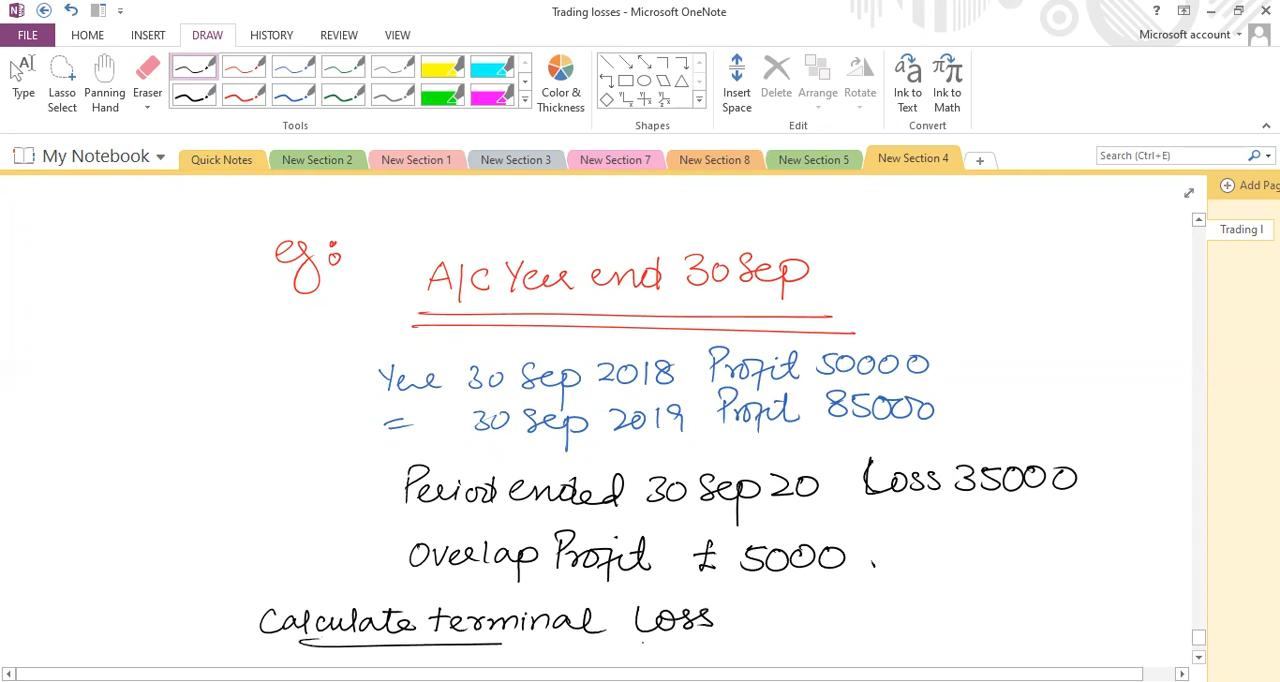 Trading losses - Microsoft OneNote
Microsoft account
FILE HOME INSERT DRAW HISTORY REVIEW VIEW
Type Lasso Select Panning Hand Eraser Color & Thickness Insert Space Delete Arrange Rotate Ink to Text Ink to Math
Tools Shapes Edit Convert
My Notebook Quick Notes New Section 2 New Section 1 New Section 3 New Section 7 New Section 8 New Section 5 New Section 4 Search (Ctrl+E)
Add Pag
Trading l
eg:
A/C Year end 30 Sep
Year 30 Sep 2018 Profit 50000
= 30 Sep 2019 Profit 85000
Period ended 30 Sep 20 Loss 35000
Overlap Profit £ 5000.
Calculate terminal Loss